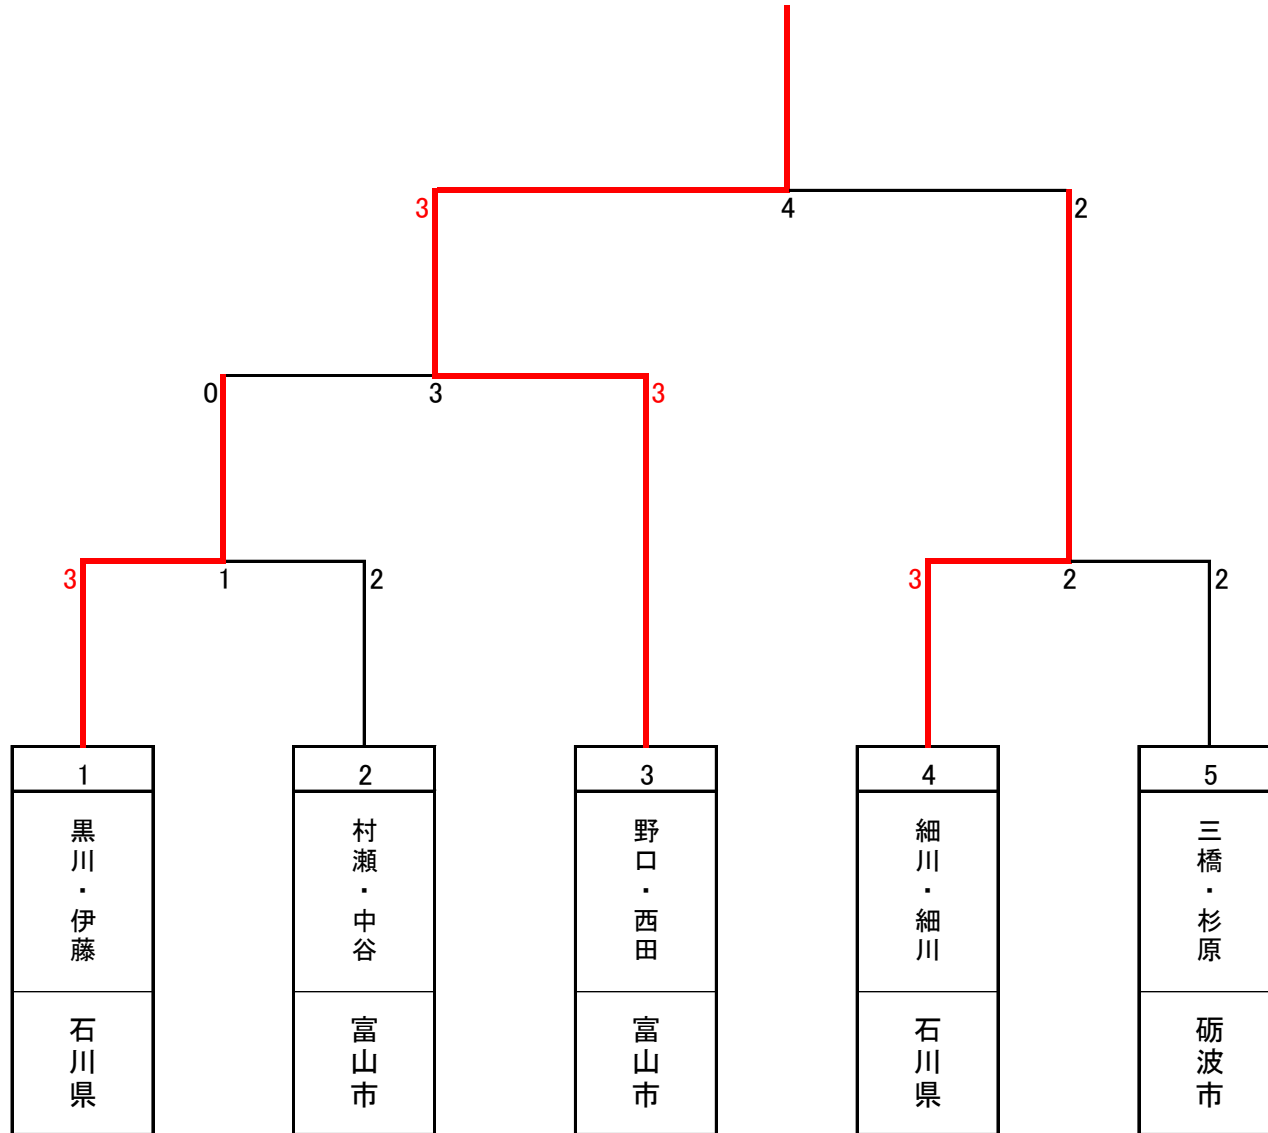 3 4 2
0 3 3
3 1 2 3 2 2
1 2 3 4 5
黒川・伊藤
村瀬・中谷
野口・西田
細川・細川
三橋・杉原
石川県
富山市
富山市
石川県
砺波市